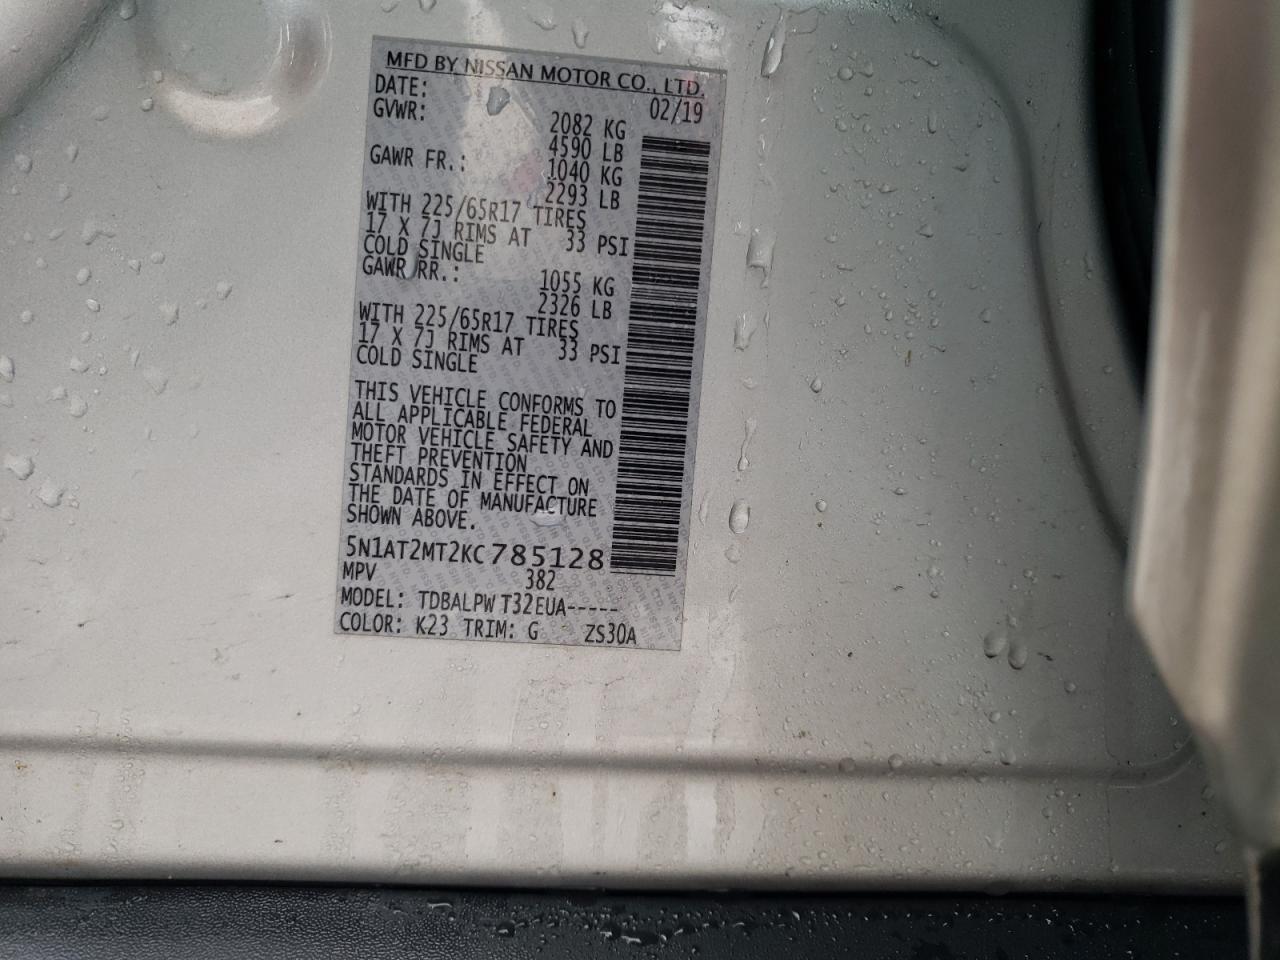 MFD BY NISSAN MOTOR CO., LTD.
DATE: 02/19
GVWR: 2082 KG
4590 LB
GAWR FR.: 1040 KG
2293 LB
WITH 225/65R17 TIRES
17 X 7J RIMS AT 33 PSI
COLD SINGLE
GAWR RR.: 1055 KG
2326 LB
WITH 225/65R17 TIRES
17 X 7J RIMS AT 33 PSI
COLD SINGLE
THIS VEHICLE CONFORMS TO
ALL APPLICABLE FEDERAL
MOTOR VEHICLE SAFETY AND
THEFT PREVENTION
STANDARDS IN EFFECT ON
THE DATE OF MANUFACTURE
SHOWN ABOVE.
5N1AT2MT2KC785128
MPV 382
MODEL: TDBALPW T32EUA-----
COLOR: K23 TRIM: G ZS30A